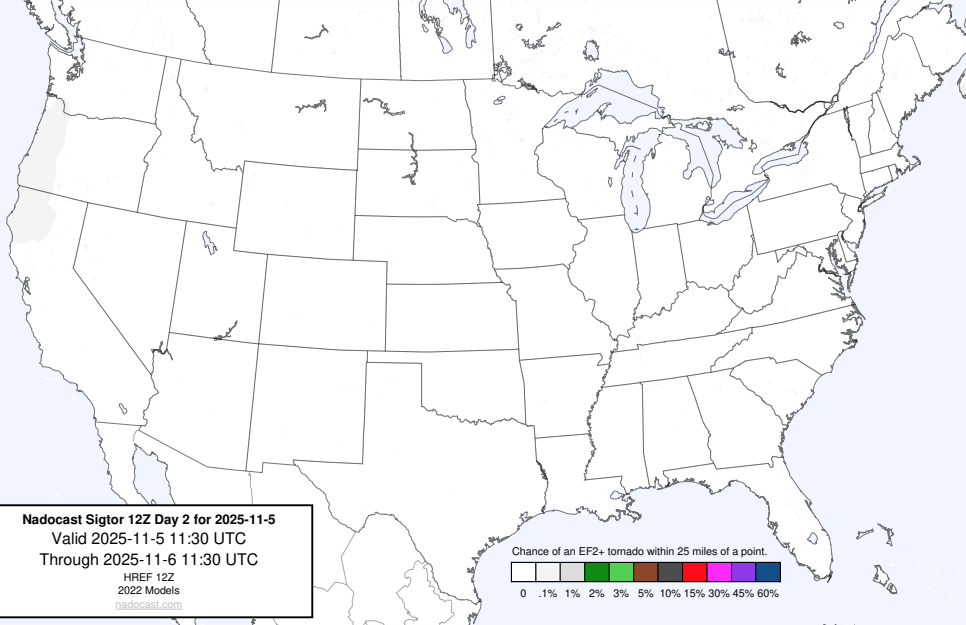 Nadocast Sigtor 12Z Day 2 for 2025-11-5
Valid 2025-11-5 11:30 UTC
Through 2025-11-6 11:30 UTC
HREF 12Z
2022 Models
nadocast.com
Chance of an EF2+ tornado within 25 miles of a point.
0 .1% 1% 2% 3% 5% 10% 15% 30% 45% 60%